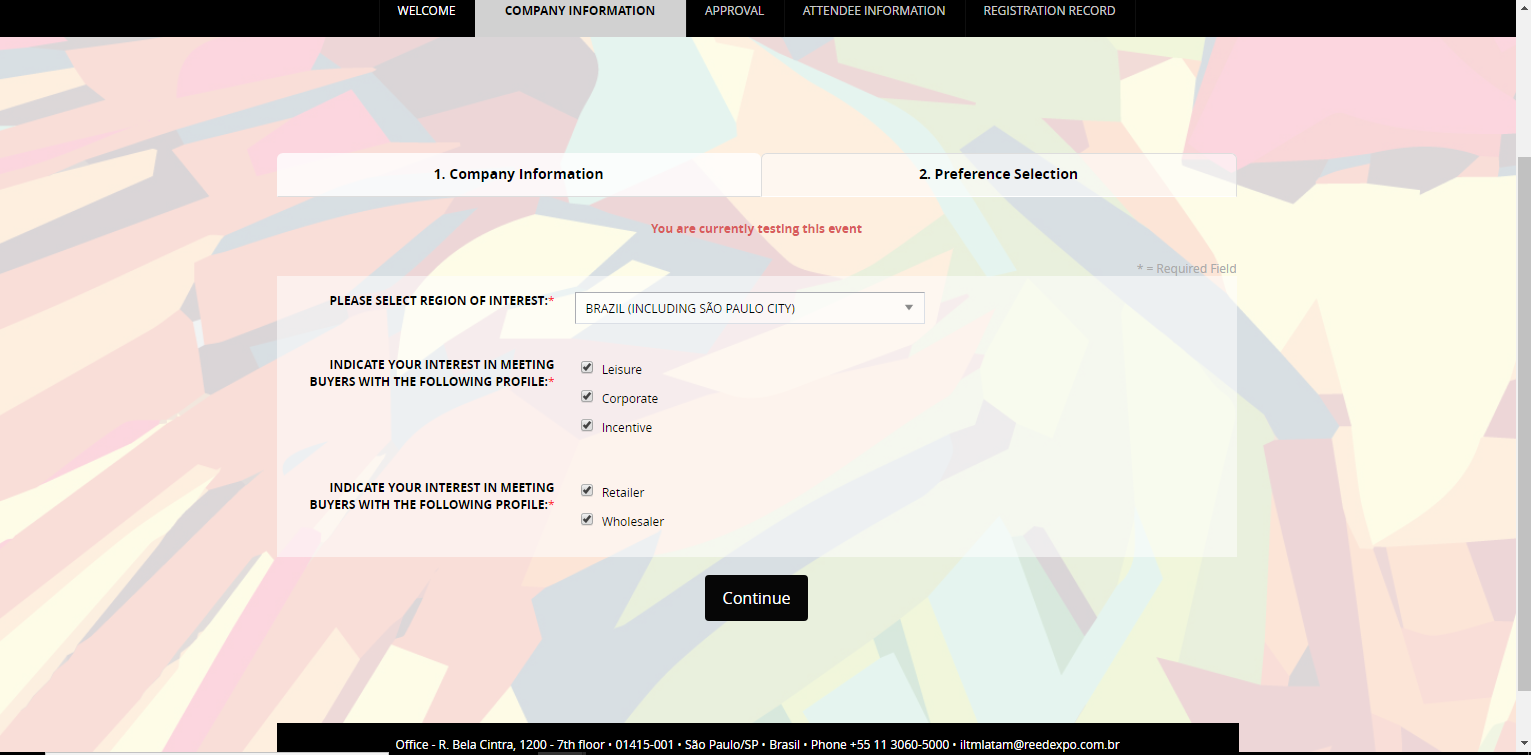 WELCOME
COMPANY INFORMATION
APPROVAL
ATTENDEE INFORMATION
REGISTRATION RECORD
1. Company Information
2. Preference Selection
You are currently testing this event
* = Required Field
PLEASE SELECT REGION OF INTEREST:*
BRAZIL (INCLUDING SÃO PAULO CITY)
INDICATE YOUR INTEREST IN MEETING
BUYERS WITH THE FOLLOWING PROFILE:*
Leisure
Corporate
Incentive
INDICATE YOUR INTEREST IN MEETING
BUYERS WITH THE FOLLOWING PROFILE:*
Retailer
Wholesaler
Continue
Office - R. Bela Cintra, 1200 - 7th floor • 01415-001 • São Paulo/SP • Brasil • Phone +55 11 3060-5000 • iltmlatam@reedexpo.com.br